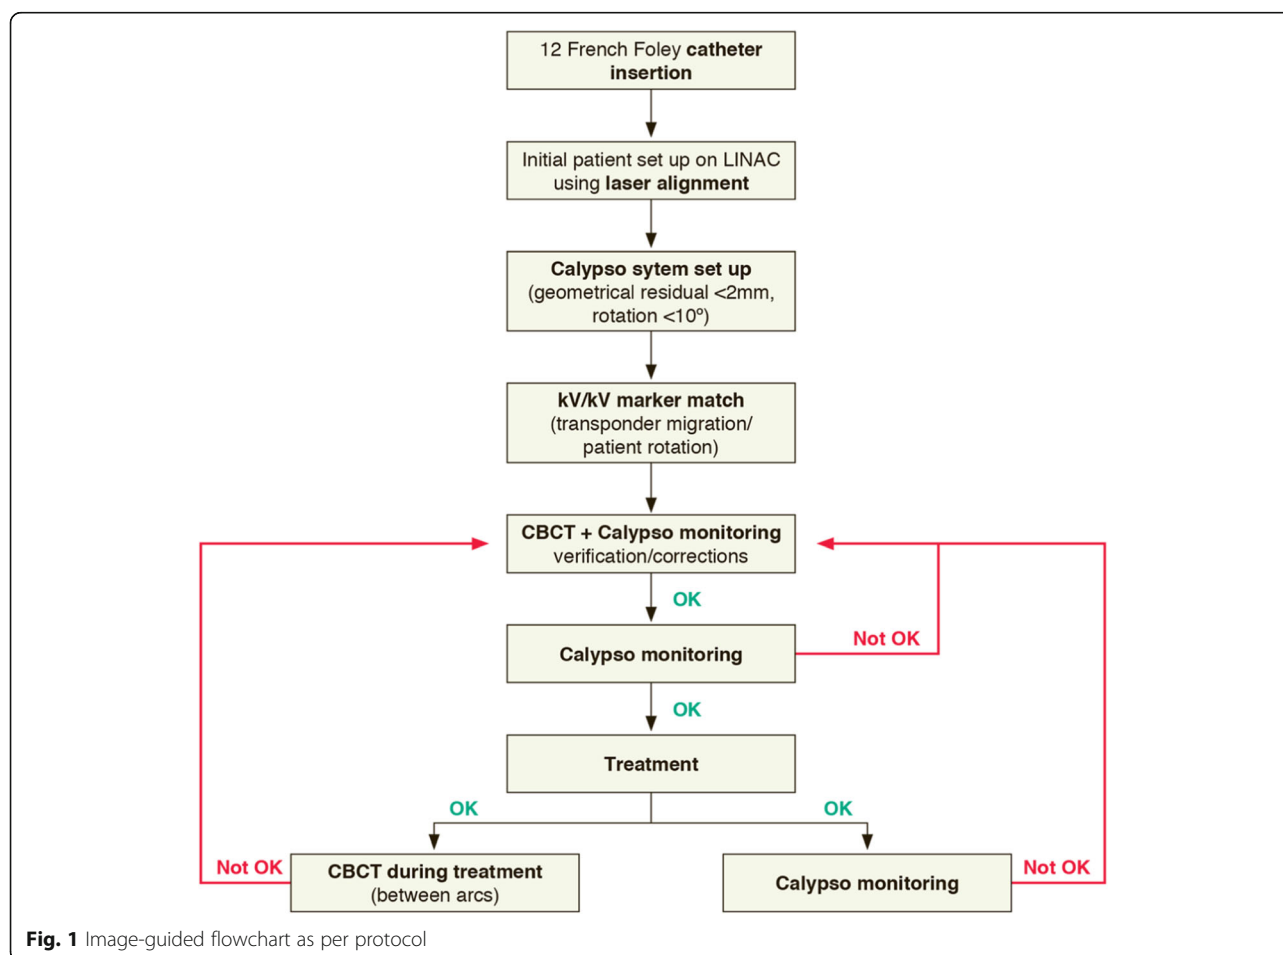 12 French Foley catheter
insertion
Initial patient set up on LINAC
using laser alignment
Calypso sytem set up
(geometrical residual <2mm,
rotation <10º)
kV/kV marker match
(transponder migration/
patient rotation)
CBCT + Calypso monitoring
verification/corrections
OK
Calypso monitoring
Not OK
OK
Treatment
OK
OK
Not OK
CBCT during treatment
(between arcs)
Calypso monitoring
Not OK
Fig. 1 Image-guided flowchart as per protocol